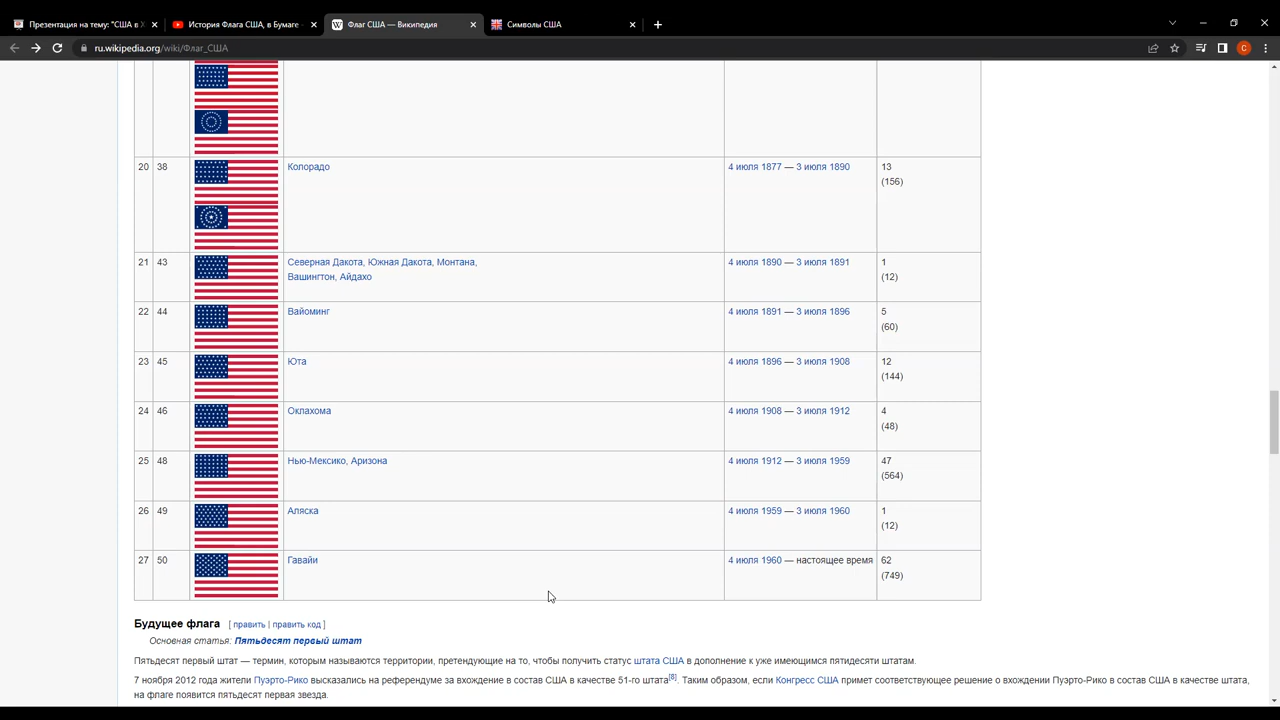 Презентация на тему: "США в Х
История Флага США, в Бумаге -
Флаг США — Википедия
Символы США
ru.wikipedia.org/wiki/Флаг_США
С
20 38 Колорадо 4 июля 1877 — 3 июля 1890 13
(156)
21 43 Северная Дакота, Южная Дакота, Монтана, 4 июля 1890 — 3 июля 1891 1
Вашингтон, Айдахо (12)
22 44 Вайоминг 4 июля 1891 — 3 июля 1896 5
(60)
23 45 Юта 4 июля 1896 — 3 июля 1908 12
(144)
24 46 Оклахома 4 июля 1908 — 3 июля 1912 4
(48)
25 48 Нью-Мексико, Аризона 4 июля 1912 — 3 июля 1959 47
(564)
26 49 Аляска 4 июля 1959 — 3 июля 1960 1
(12)
27 50 Гавайи 4 июля 1960 — настоящее время 62
(749)
Будущее флага [ править | править код ]
Основная статья: Пятьдесят первый штат
Пятьдесят первый штат — термин, которым называются территории, претендующие на то, чтобы получить статус штата США в дополнение к уже имеющимся пятидесяти штатам.
7 ноября 2012 года жители Пуэрто-Рико высказались на референдуме за вхождение в состав США в качестве 51-го штата[8]. Таким образом, если Конгресс США примет соответствующее решение о вхождении Пуэрто-Рико в состав США в качестве штата,
на флаге появится пятьдесят первая звезда.